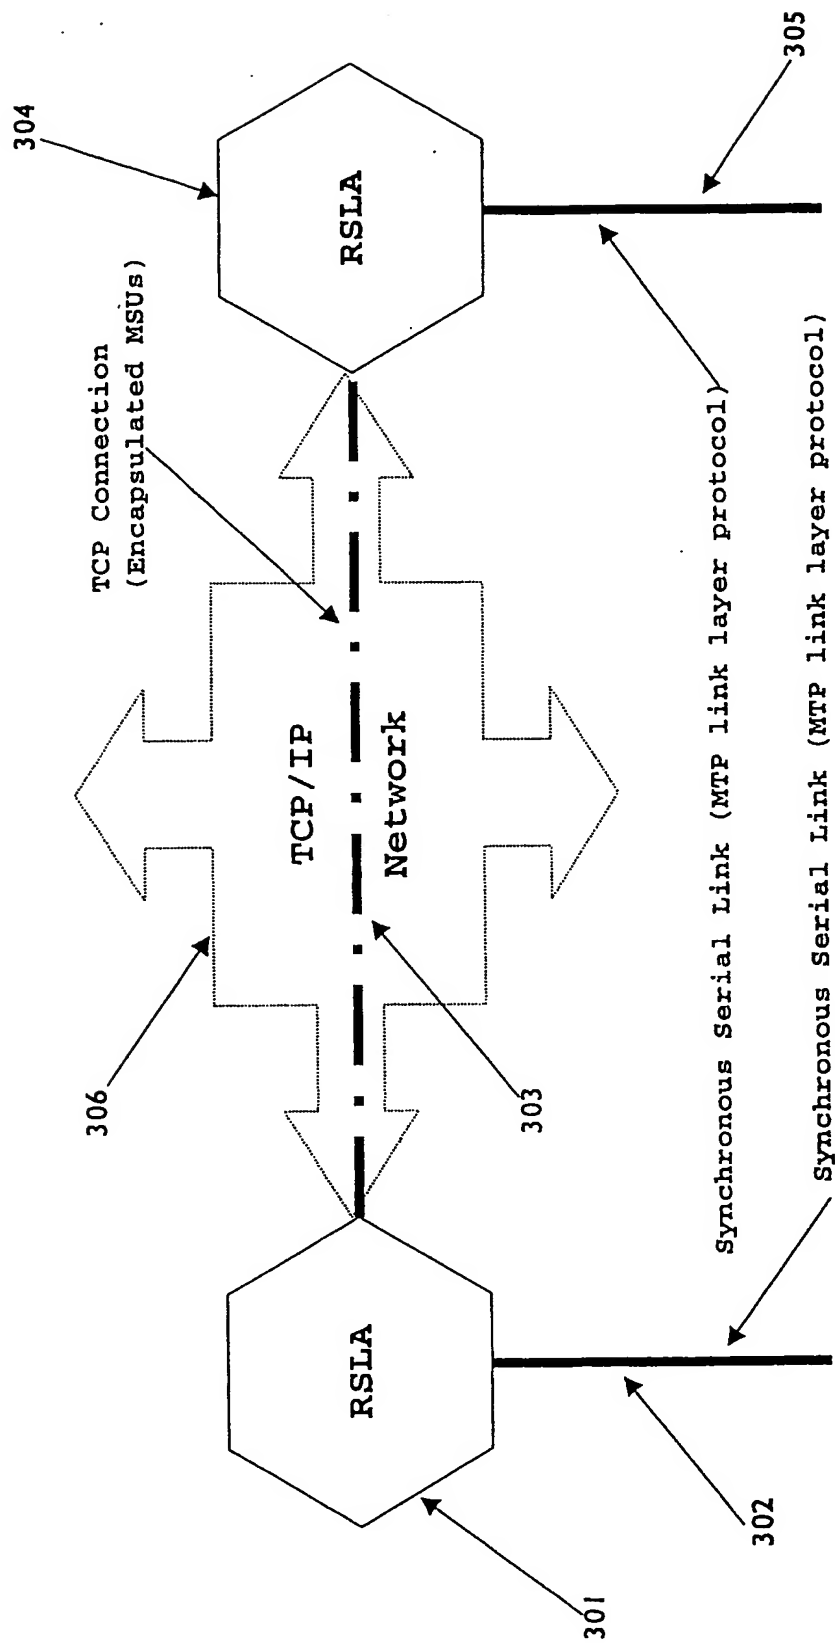 304
305
TCP Connection
(Encapsulated MSUs)
RSLA
306
TCP/IP
Network
303
RSLA
301
302
Synchronous Serial Link (MTP link layer protocol)
Synchronous Serial Link (MTP link layer protocol)